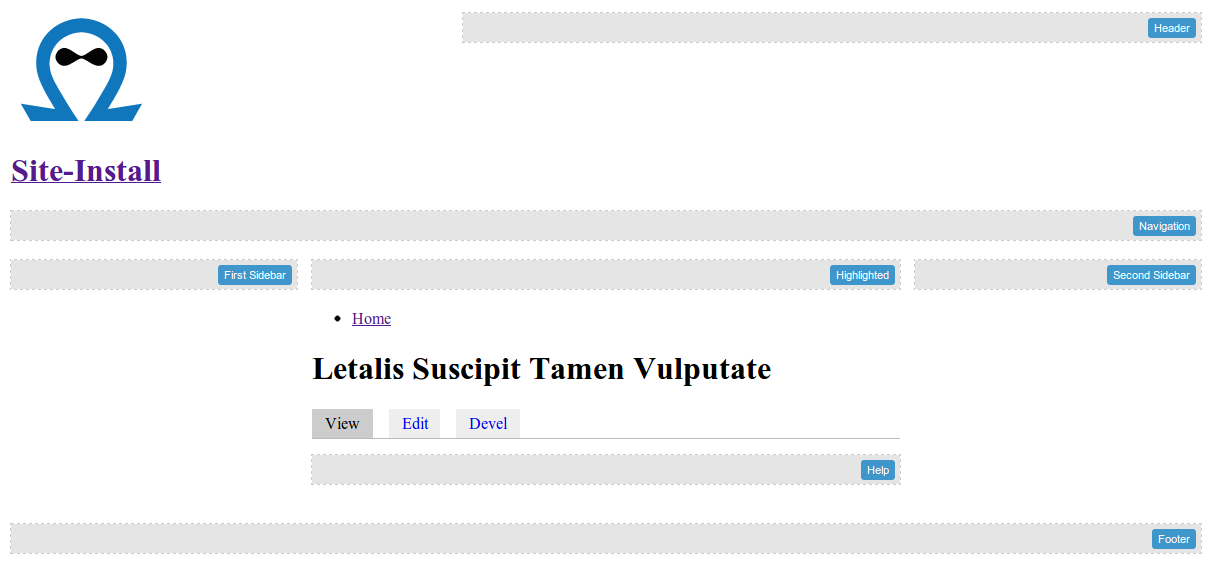 Header
Site-Install
Navigation
First Sidebar
Highlighted
Second Sidebar
Home
Letalis Suscipit Tamen Vulputate
View Edit Devel
Help
Footer